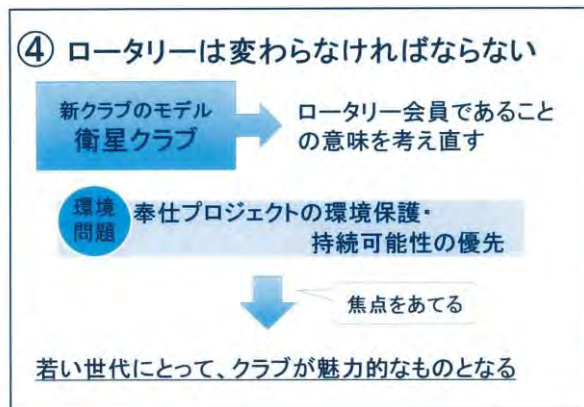 ④ ロータリーは変わらなければならない
新クラブのモデル
衛星クラブ
ロータリー会員であること
の意味を考え直す
環境
問題
奉仕プロジェクトの環境保護・
持続可能性の優先
焦点をあてる
若い世代にとって、クラブが魅力的なものとなる